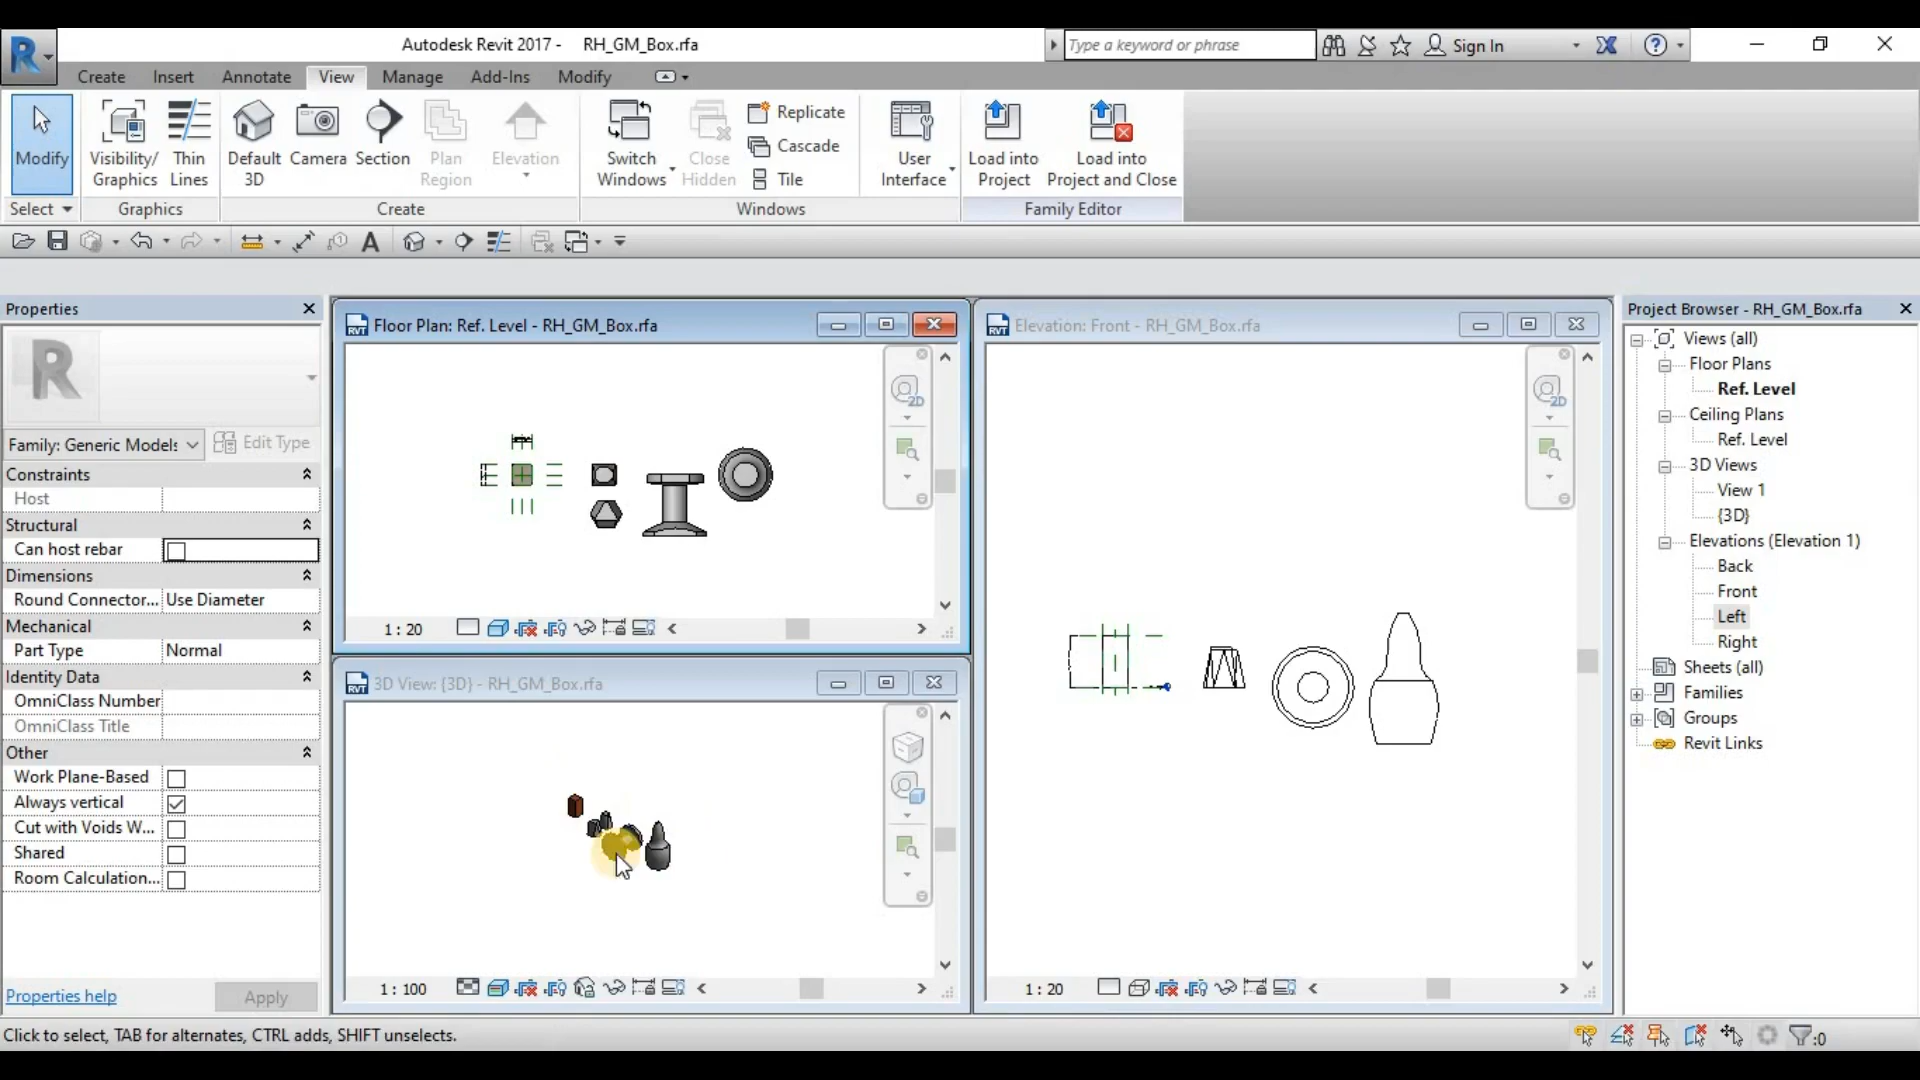 Autodesk Revit 2017 - RH_GM_Box.rfa
Type a keyword or phrase
Sign In
Create Insert Annotate View Manage Add-Ins Modify
Modify
Visibility/ Graphics
Thin Lines
Default 3D
Camera
Section
Plan Region
Elevation
Switch Windows
Close Hidden
Replicate
Cascade
Tile
User Interface
Load into Project
Load into Project and Close
Select
Graphics
Create
Windows
Family Editor
Properties
Family: Generic Models
Edit Type
Constraints
Host
Structural
Can host rebar
Dimensions
Round Connector... Use Diameter
Mechanical
Part Type Normal
Identity Data
OmniClass Number
OmniClass Title
Other
Work Plane-Based
Always vertical
Cut with Voids W...
Shared
Room Calculation...
Properties help
Apply
Floor Plan: Ref. Level - RH_GM_Box.rfa
2D
1 : 20
3D View: {3D} - RH_GM_Box.rfa
1 : 100
Elevation: Front - RH_GM_Box.rfa
2D
1 : 20
Project Browser - RH_GM_Box.rfa
Views (all)
Floor Plans
Ref. Level
Ceiling Plans
Ref. Level
3D Views
View 1
{3D}
Elevations (Elevation 1)
Back
Front
Left
Right
Sheets (all)
Families
Groups
Revit Links
Click to select, TAB for alternates, CTRL adds, SHIFT unselects.
:0